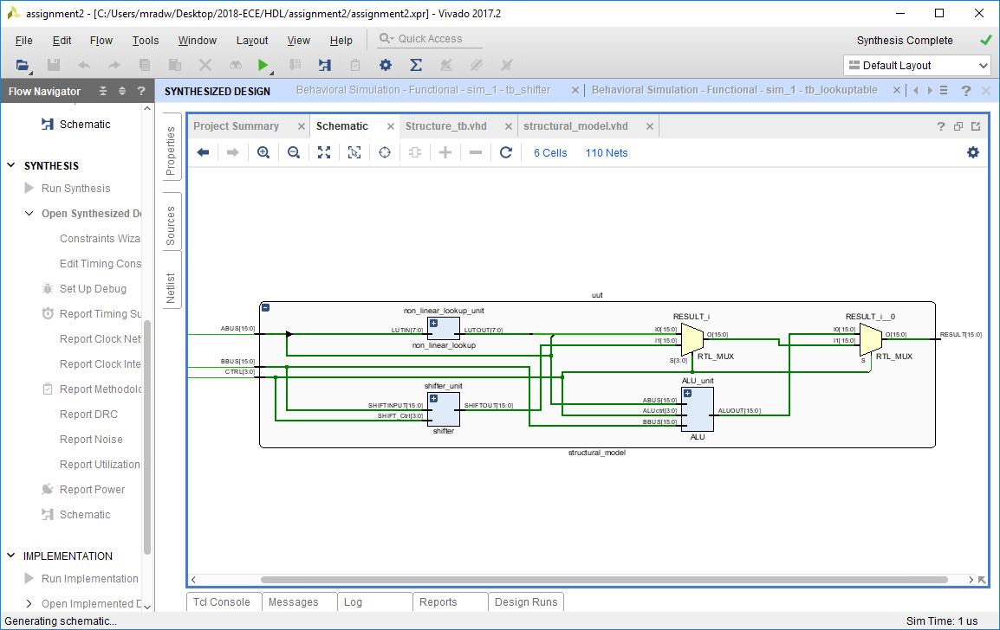 assignment2 - [C:/Users/mradw/Desktop/2018-ECE/HDL/assignment2/assignment2.xpr] - Vivado 2017.2
File Edit Flow Tools Window Layout View Help Quick Access Synthesis Complete
Default Layout
Flow Navigator
SYNTHESIZED DESIGN Behavioral Simulation - Functional - sim_1 - tb_shifter Behavioral Simulation - Functional - sim_1 - tb_lookuptable
Schematic
SYNTHESIS
Run Synthesis
Open Synthesized D
Constraints Wiza
Edit Timing Cons
Set Up Debug
Report Timing Su
Report Clock Net
Report Clock Inte
Report Methodolo
Report DRC
Report Noise
Report Utilization
Report Power
Schematic
IMPLEMENTATION
Run Implementation
Open Implemented D
Properties
Sources
Netlist
Project Summary Schematic Structure_tb.vhd structural_model.vhd
6 Cells 110 Nets
uut
non_linear_lookup_unit
LUTIN[7:0] LUTOUT[7:0]
non_linear_lookup
ABUS[15:0]
BBUS[15:0]
CTRL[3:0]
shifter_unit
SHIFTINPUT[15:0] SHIFTOUT[15:0]
SHIFT_Ctrl[3:0]
shifter
RESULT_i
I0[15:0] O[15:0]
I1[15:0]
S[3:0] RTL_MUX
ALU_unit
ABUS[15:0]
ALUctrl[3:0] ALUOUT[15:0]
BBUS[15:0]
ALU
RESULT_i__0
I0[15:0] O[15:0]
I1[15:0]
S RTL_MUX
RESULT[15:0]
structural_model
Tcl Console Messages Log Reports Design Runs
Generating schematic... Sim Time: 1 us